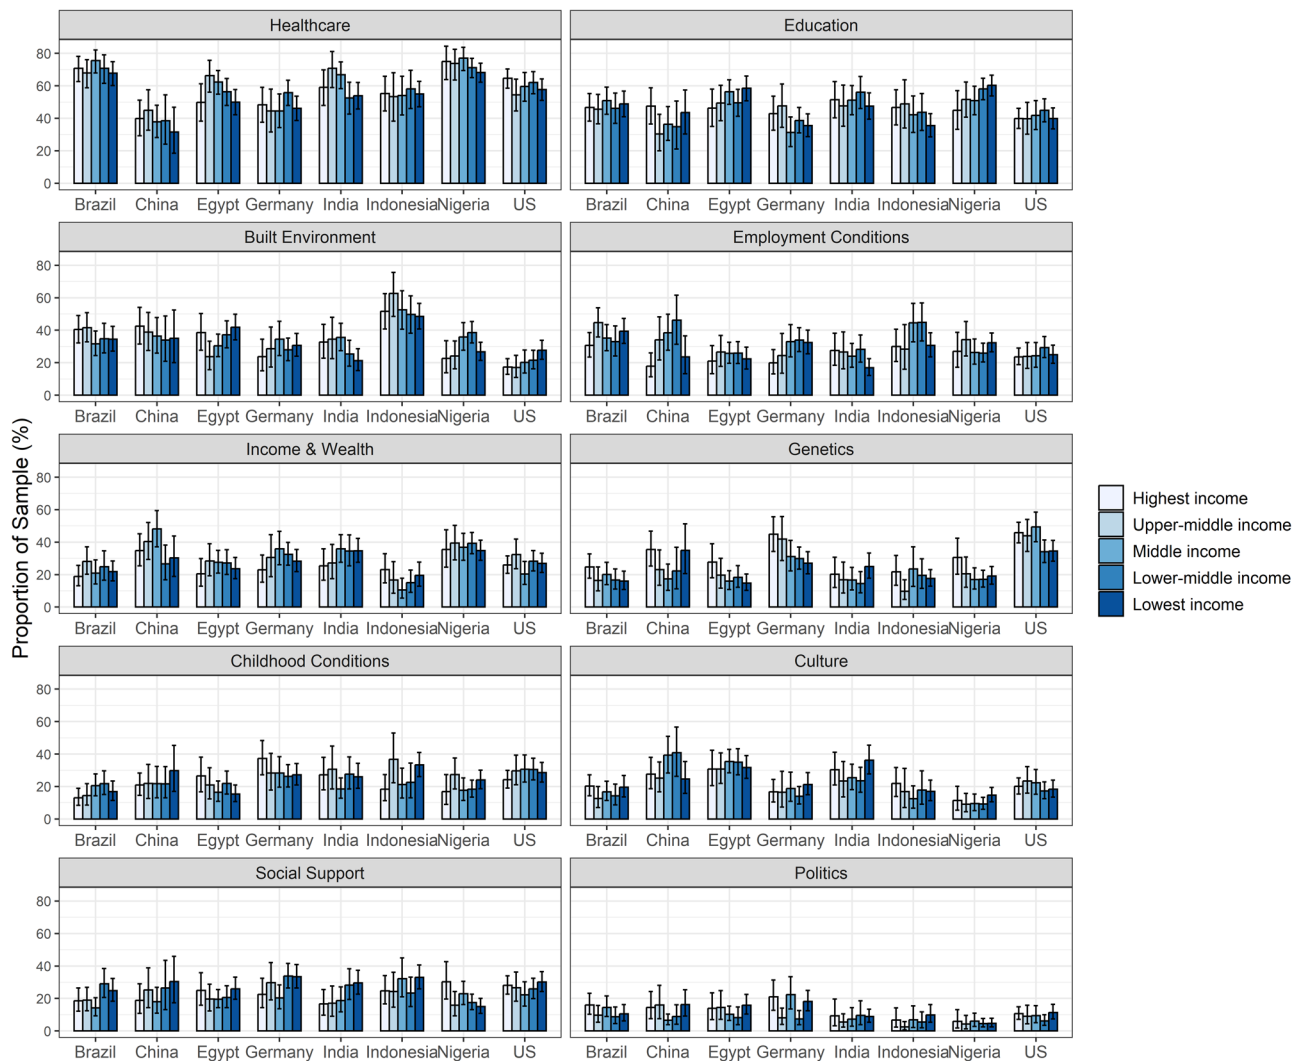 Healthcare
Education
80
60
40
20
0
Brazil China Egypt Germany India Indonesia Nigeria US
Brazil China Egypt Germany India Indonesia Nigeria US
Built Environment
Employment Conditions
80
60
40
20
0
Brazil China Egypt Germany India Indonesia Nigeria US
Brazil China Egypt Germany India Indonesia Nigeria US
Income & Wealth
Genetics
80
60
40
20
0
Brazil China Egypt Germany India Indonesia Nigeria US
Brazil China Egypt Germany India Indonesia Nigeria US
Childhood Conditions
Culture
80
60
40
20
0
Brazil China Egypt Germany India Indonesia Nigeria US
Brazil China Egypt Germany India Indonesia Nigeria US
Social Support
Politics
80
60
40
20
0
Brazil China Egypt Germany India Indonesia Nigeria US
Brazil China Egypt Germany India Indonesia Nigeria US
Proportion of Sample (%)
Highest income
Upper-middle income
Middle income
Lower-middle income
Lowest income